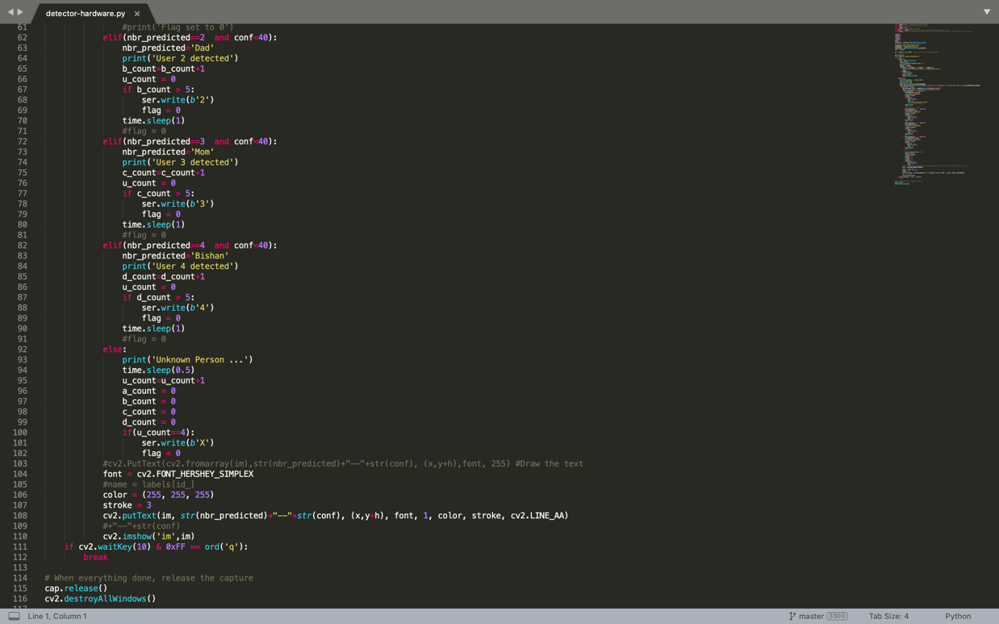 detector-hardware.py ×
61 #print('Flag set to 0')
62 elif(nbr_predicted==2  and conf<40):
63 nbr_predicted='Dad'
64 print('User 2 detected')
65 b_count=b_count+1
66 u_count = 0
67 if b_count > 5:
68 ser.write(b'2')
69 flag = 0
70 time.sleep(1)
71 #flag = 0
72 elif(nbr_predicted==3  and conf<40):
73 nbr_predicted='Mom'
74 print('User 3 detected')
75 c_count=c_count+1
76 u_count = 0
77 if c_count > 5:
78 ser.write(b'3')
79 flag = 0
80 time.sleep(1)
81 #flag = 0
82 elif(nbr_predicted==4  and conf<40):
83 nbr_predicted='Bishan'
84 print('User 4 detected')
85 d_count=d_count+1
86 u_count = 0
87 if d_count > 5:
88 ser.write(b'4')
89 flag = 0
90 time.sleep(1)
91 #flag = 0
92 else:
93 print('Unknown Person ...')
94 time.sleep(0.5)
95 u_count=u_count+1
96 a_count = 0
97 b_count = 0
98 c_count = 0
99 d_count = 0
100 if(u_count==4):
101 ser.write(b'X')
102 flag = 0
103 #cv2.PutText(cv2.fromarray(im),str(nbr_predicted)+"--"+str(conf), (x,y+h),font, 255) #Draw the text
104 font = cv2.FONT_HERSHEY_SIMPLEX
105 #name = labels[id_]
106 color = (255, 255, 255)
107 stroke = 3
108 cv2.putText(im, str(nbr_predicted)+"--"+str(conf), (x,y+h), font, 1, color, stroke, cv2.LINE_AA)
109 #+"--"+str(conf)
110 cv2.imshow('im',im)
111 if cv2.waitKey(10) & 0xFF == ord('q'):
112 break
113
114 # When everything done, release the capture
115 cap.release()
116 cv2.destroyAllWindows()
117
Line 1, Column 1 master 3300 Tab Size: 4 Python